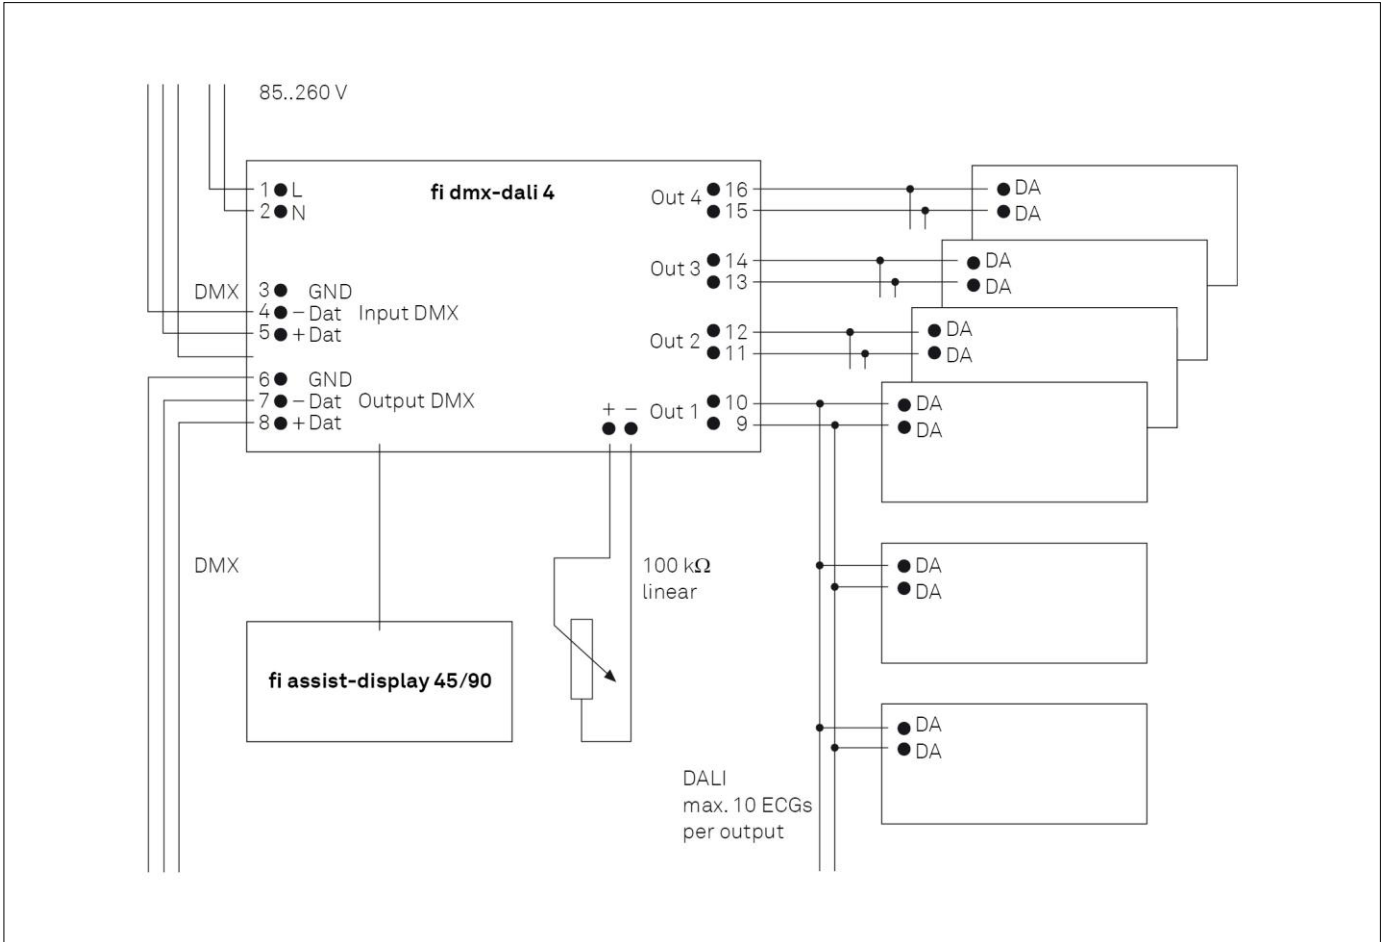 85..260 V
fi dmx-dali 4
1 L
2 N
DMX 3 GND
4 – Dat Input DMX
5 + Dat
6 GND
7 – Dat Output DMX
8 + Dat
+ –
Out 4 16
15
Out 3 14
13
Out 2 12
11
Out 1 10
9
DA
DA
DA
DA
DA
DA
DA
DA
DMX
100 kΩ
linear
DA
DA
fi assist-display 45/90
DA
DA
DALI
max. 10 ECGs
per output